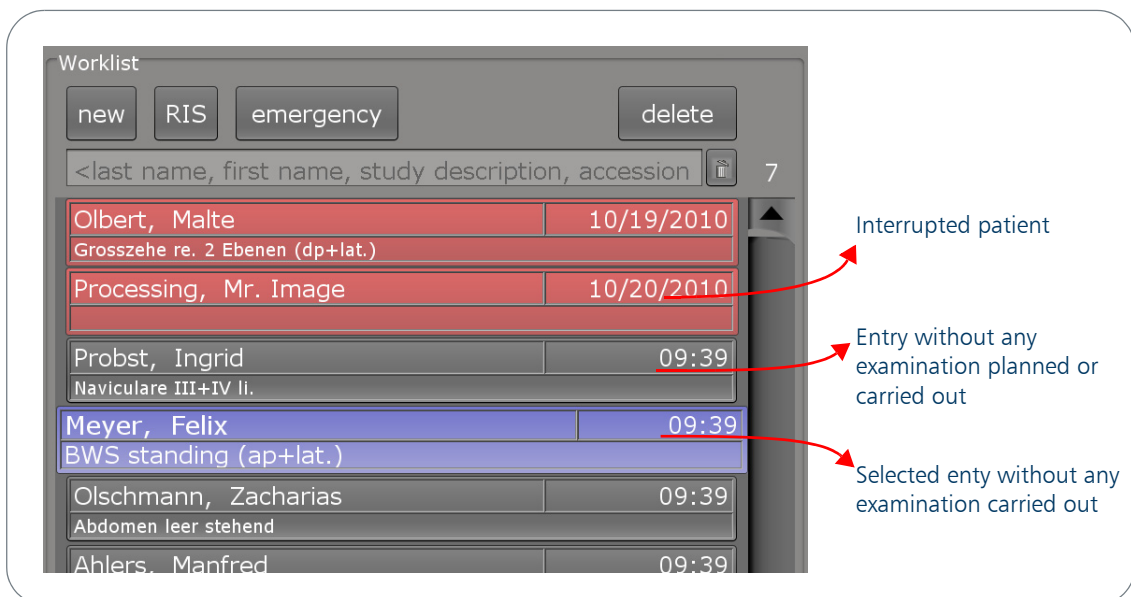 Worklist
new RIS emergency delete
<last name, first name, study description, accession 7
Olbert, Malte 10/19/2010
Grosszehe re. 2 Ebenen (dp+lat.)
Processing, Mr. Image 10/20/2010
Probst, Ingrid 09:39
Naviculare III+IV li.
Meyer, Felix 09:39
BWS standing (ap+lat.)
Olschmann, Zacharias 09:39
Abdomen leer stehend
Ahlers, Manfred 09:39
Interrupted patient
Entry without any
examination planned or
carried out
Selected enty without any
examination carried out